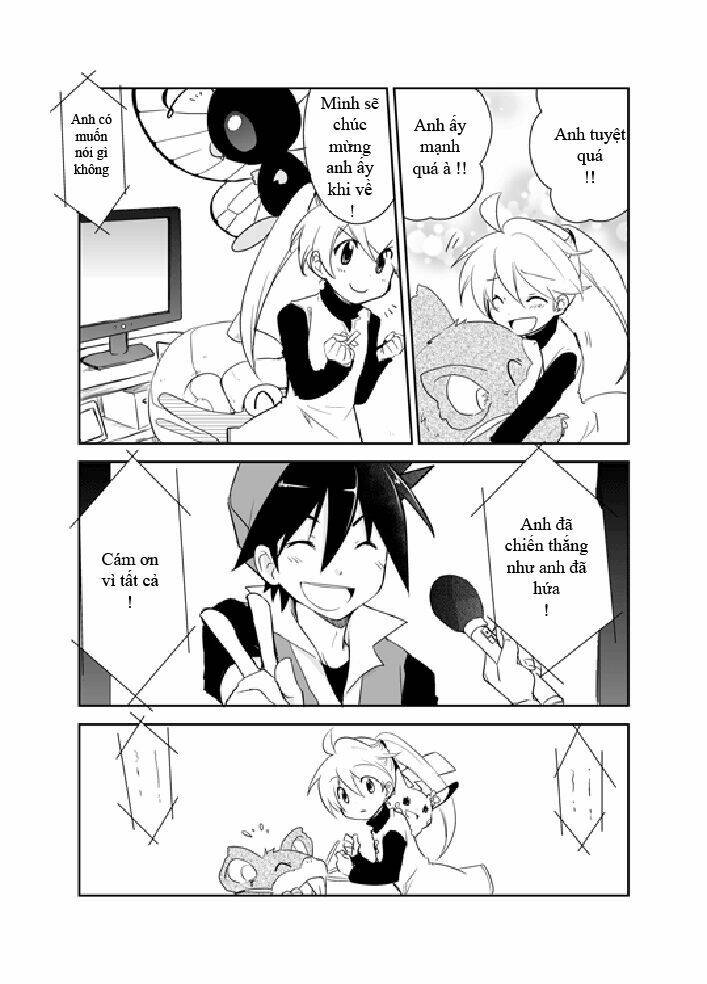 Anh tuyệt
quá
!!
Anh ấy
mạnh
quá à !!
Mình sẽ
chúc
mừng
anh ấy
khi về
!
Anh có
muốn
nói gì
không
Anh đã
chiến thắng
như anh đã
hứa
!
Cám ơn
vì tất cả
!